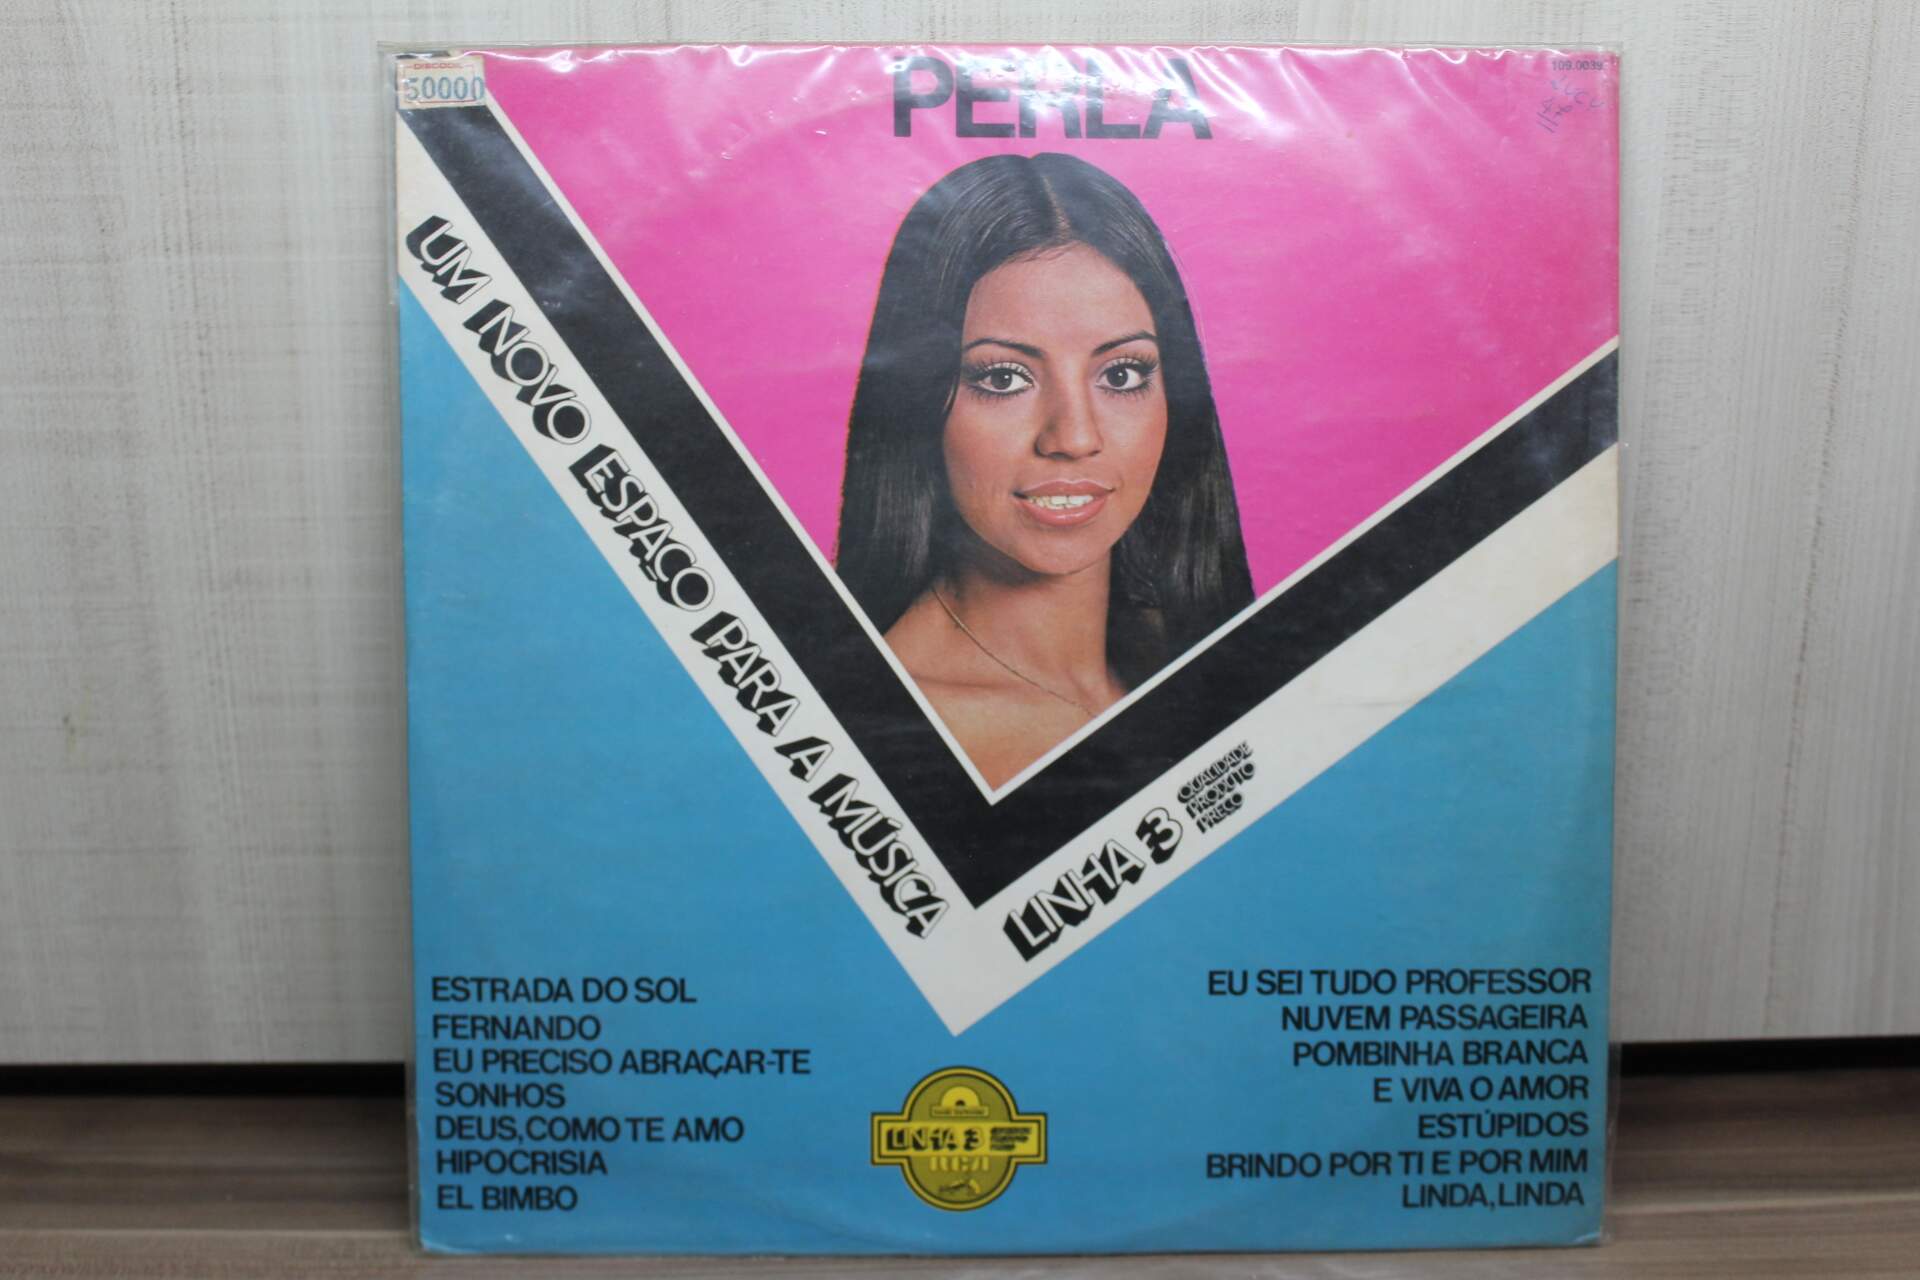 DISCODIL
50000
PERLA
109.0039
UM NOVO ESPAÇO PARA A MÚSICA
LINHA 3
QUALIDADE
PRODUTO
PREÇO
ESTRADA DO SOL
FERNANDO
EU PRECISO ABRAÇAR-TE
SONHOS
DEUS, COMO TE AMO
HIPOCRISIA
EL BIMBO
EU SEI TUDO PROFESSOR
NUVEM PASSAGEIRA
POMBINHA BRANCA
E VIVA O AMOR
ESTÚPIDOS
BRINDO POR TI E POR MIM
LINDA, LINDA
LINHA 3
RCA